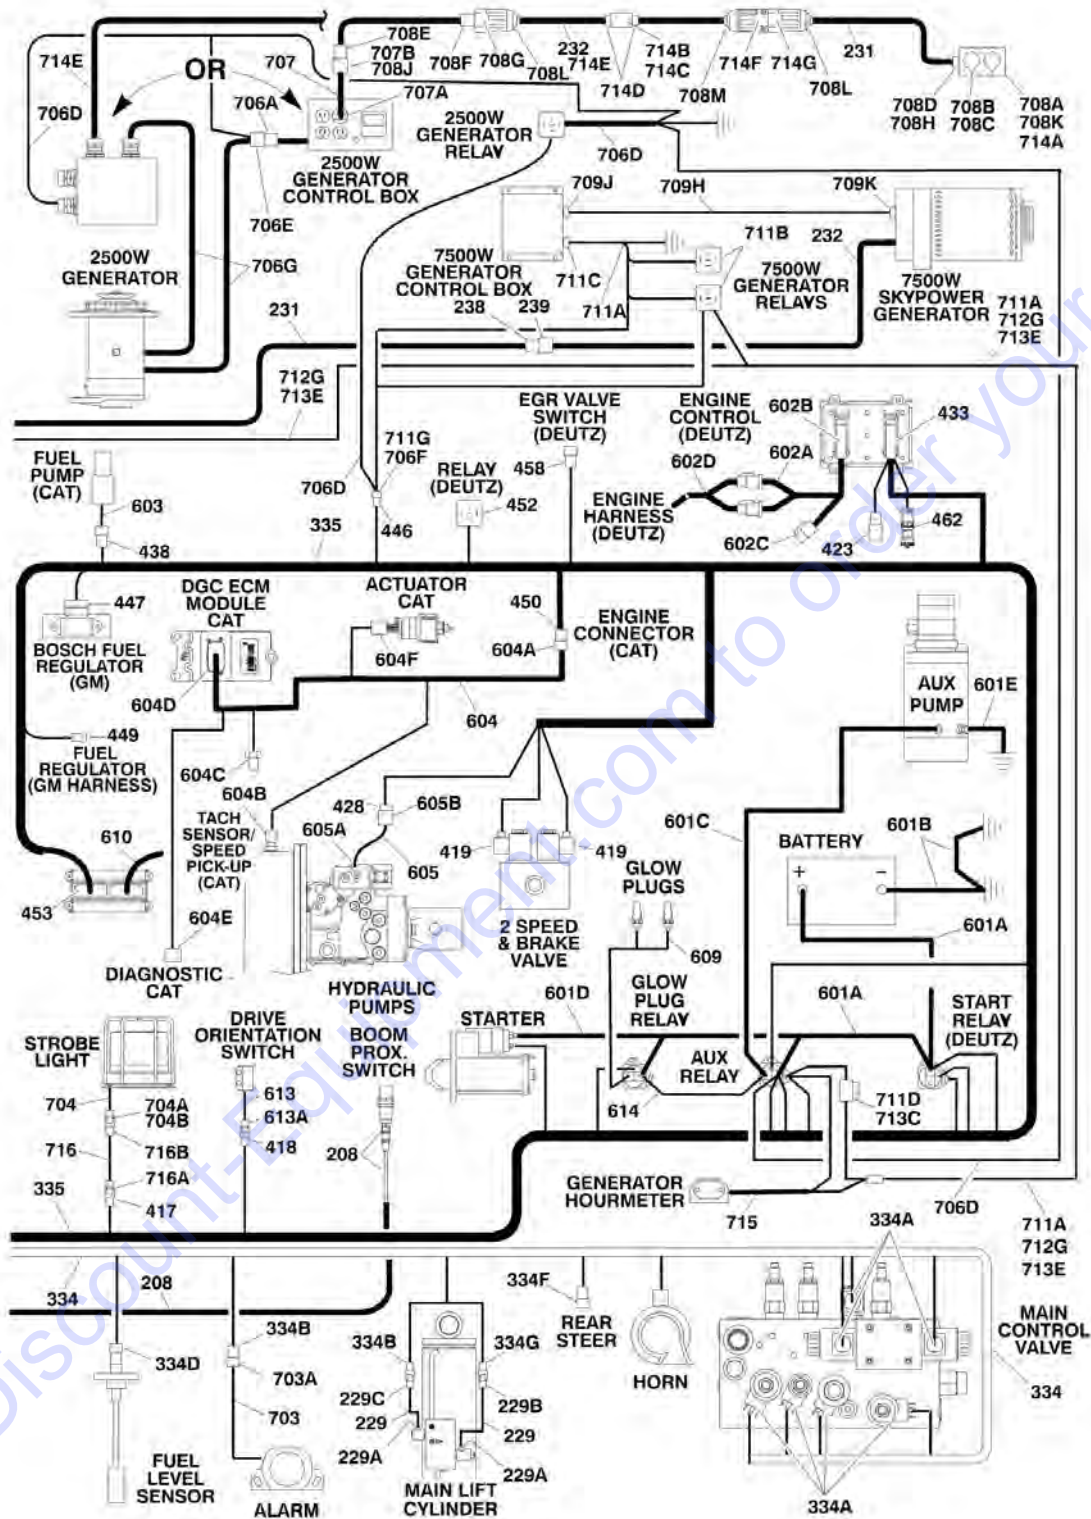 708E
707B
708J
714E
707
OR
706D
706A
707A
708F
708G
708L
232
714E
714D
714B
714C
708M
714F
714G
708L
231
708D
708H
708B
708C
708A
708K
714A
2500W
GENERATOR
CONTROL BOX
2500W
GENERATOR
RELAY
706D
706E
709J
709H
709K
2500W
GENERATOR
706G
7500W
GENERATOR
CONTROL BOX
711C
711A
711B
7500W
GENERATOR
RELAYS
232
7500W
SKYPOWER
GENERATOR
711A
712G
713E
231
238
239
712G
713E
FUEL
PUMP
(CAT)
603
438
706D
711G
706F
446
RELAY
(DEUTZ)
452
EGR VALVE
SWITCH
(DEUTZ)
458
ENGINE
CONTROL
(DEUTZ)
602B
433
602D
602A
ENGINE
HARNESS
(DEUTZ)
602C
423
462
335
447
BOSCH FUEL
REGULATOR
(GM)
DGC ECM
MODULE
CAT
604D
ACTUATOR
CAT
604F
450
604A
ENGINE
CONNECTOR
(CAT)
604
AUX
PUMP
601E
449
FUEL
REGULATOR
(GM HARNESS)
604C
604B
TACH
SENSOR/
SPEED
PICK-UP
(CAT)
428
605B
605A
605
419
419
2 SPEED
& BRAKE
VALVE
601C
BATTERY
+
-
601B
601A
GLOW
PLUGS
609
610
453
604E
DIAGNOSTIC
CAT
HYDRAULIC
PUMPS
601D
GLOW
PLUG
RELAY
601A
START
RELAY
(DEUTZ)
STROBE
LIGHT
DRIVE
ORIENTATION
SWITCH
BOOM
PROX.
SWITCH
STARTER
AUX
RELAY
614
711D
713C
704
704A
704B
716
716B
716A
417
613
613A
418
208
GENERATOR
HOURMETER
715
706D
711A
712G
713E
335
334
208
334D
FUEL
LEVEL
SENSOR
334B
703A
703
ALARM
334B
334G
229C
229B
229
229
229A
229A
MAIN LIFT
CYLINDER
334F
REAR
STEER
HORN
334A
MAIN
CONTROL
VALVE
334
334A
Discount-Equipment.com to order your